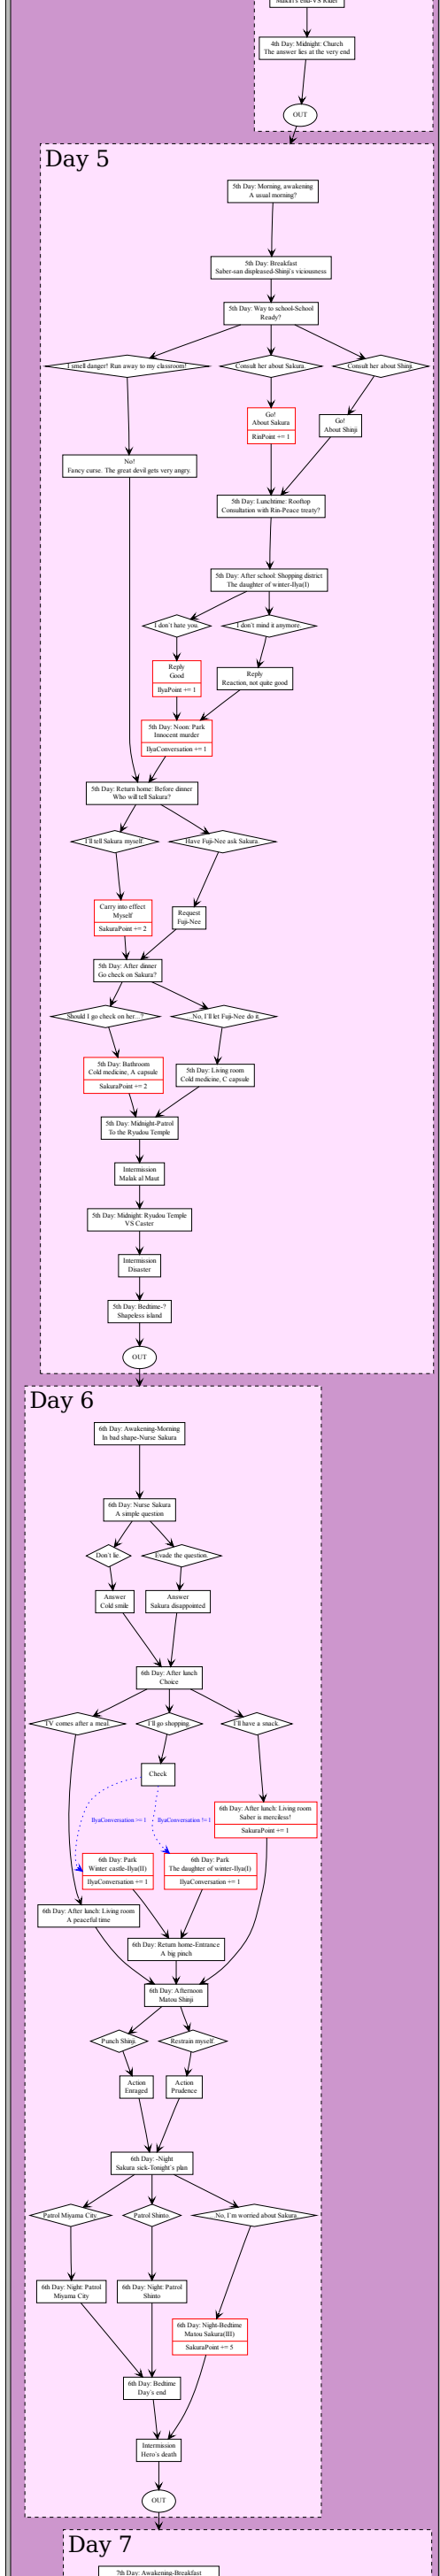 Makiri's end-VS Rider
4th Day: Midnight: Church
The answer lies at the very end
OUT
Day 5
5th Day: Morning, awakening
A usual morning?
5th Day: Breakfast
Saber-san displeased-Shinji's viciousness
5th Day: Way to school-School
Ready?
I smell danger! Run away to my classroom!
Consult her about Sakura.
Consult her about Shinji.
Go!
About Sakura
RinPoint += 1
Go!
About Shinji
No!
Fancy curse. The great devil gets very angry.
5th Day: Lunchtime: Rooftop
Consultation with Rin-Peace treaty?
5th Day: After school: Shopping district
The daughter of winter-Ilya(I)
I don't hate you.
I don't mind it anymore.
Reply
Good
IlyaPoint += 1
Reply
Reaction, not quite good
5th Day: Noon: Park
Innocent murder
IlyaConversation += 1
5th Day: Return home: Before dinner
Who will tell Sakura?
I'll tell Sakura myself.
Have Fuji-Nee ask Sakura.
Carry into effect
Myself
SakuraPoint += 2
Request
Fuji-Nee
5th Day: After dinner
Go check on Sakura?
Should I go check on her...?
No, I'll let Fuji-Nee do it.
5th Day: Bathroom
Cold medicine, A capsule
SakuraPoint += 2
5th Day: Living room
Cold medicine, C capsule
5th Day: Midnight-Patrol
To the Ryudou Temple
Intermission
Malak al Maut
5th Day: Midnight: Ryudou Temple
VS Caster
Intermission
Disaster
5th Day: Bedtime-?
Shapeless island
OUT
Day 6
6th Day: Awakening-Morning
In bad shape-Nurse Sakura
6th Day: Nurse Sakura
A simple question
Don't lie.
Evade the question.
Answer
Cold smile
Answer
Sakura disappointed
6th Day: After lunch
Choice
TV comes after a meal.
I'll go shopping.
I'll have a snack.
Check
IlyaConversation == 1
IlyaConversation != 1
6th Day: After lunch: Living room
Saber is merciless!
SakuraPoint += 1
6th Day: Park
Winter castle-Ilya(II)
IlyaConversation += 1
6th Day: Park
The daughter of winter-Ilya(I)
IlyaConversation += 1
6th Day: After lunch: Living room
A peaceful time
6th Day: Return home-Entrance
A big pinch
6th Day: Afternoon
Matou Shinji
Punch Shinji.
Restrain myself.
Action
Enraged
Action
Prudence
6th Day: -Night
Sakura sick-Tonight's plan
Patrol Miyama City.
Patrol Shinto.
No, I'm worried about Sakura.
6th Day: Night: Patrol
Miyama City
6th Day: Night: Patrol
Shinto
6th Day: Night-Bedtime
Matou Sakura(III)
SakuraPoint += 5
6th Day: Bedtime
Day's end
Intermission
Hero's death
OUT
Day 7
7th Day: Awakening-Breakfast